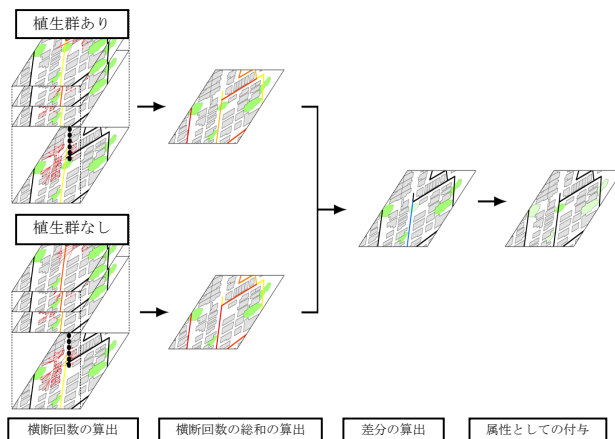 植生群あり
植生群なし
横断回数の算出
横断回数の総和の算出
差分の算出
属性としての付与